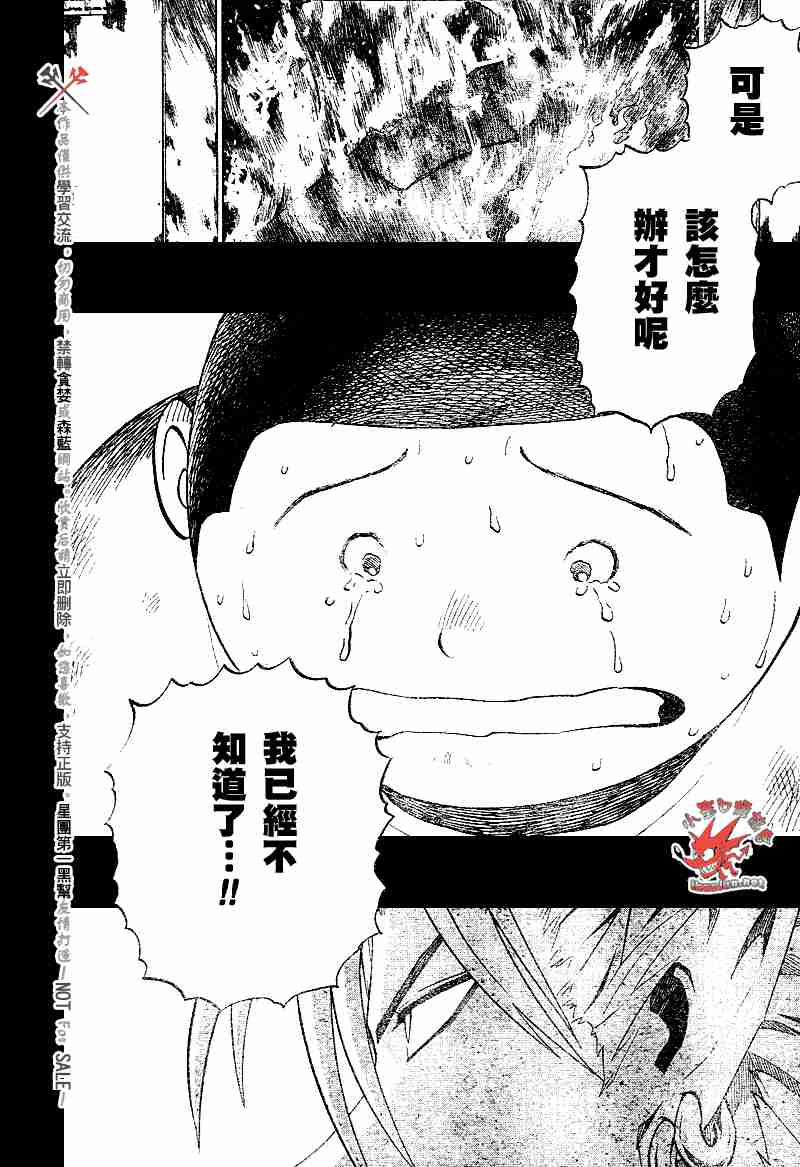 可是
該怎麼
辦才好呢
我已經不
知道了…!!
本作品僅供學習交流，切勿商用，禁轉貪婪或森藍網站。欣賞后請立即刪除，如您喜歡，支持正版。星團第一黑幫友情打造－NOT For SALE－